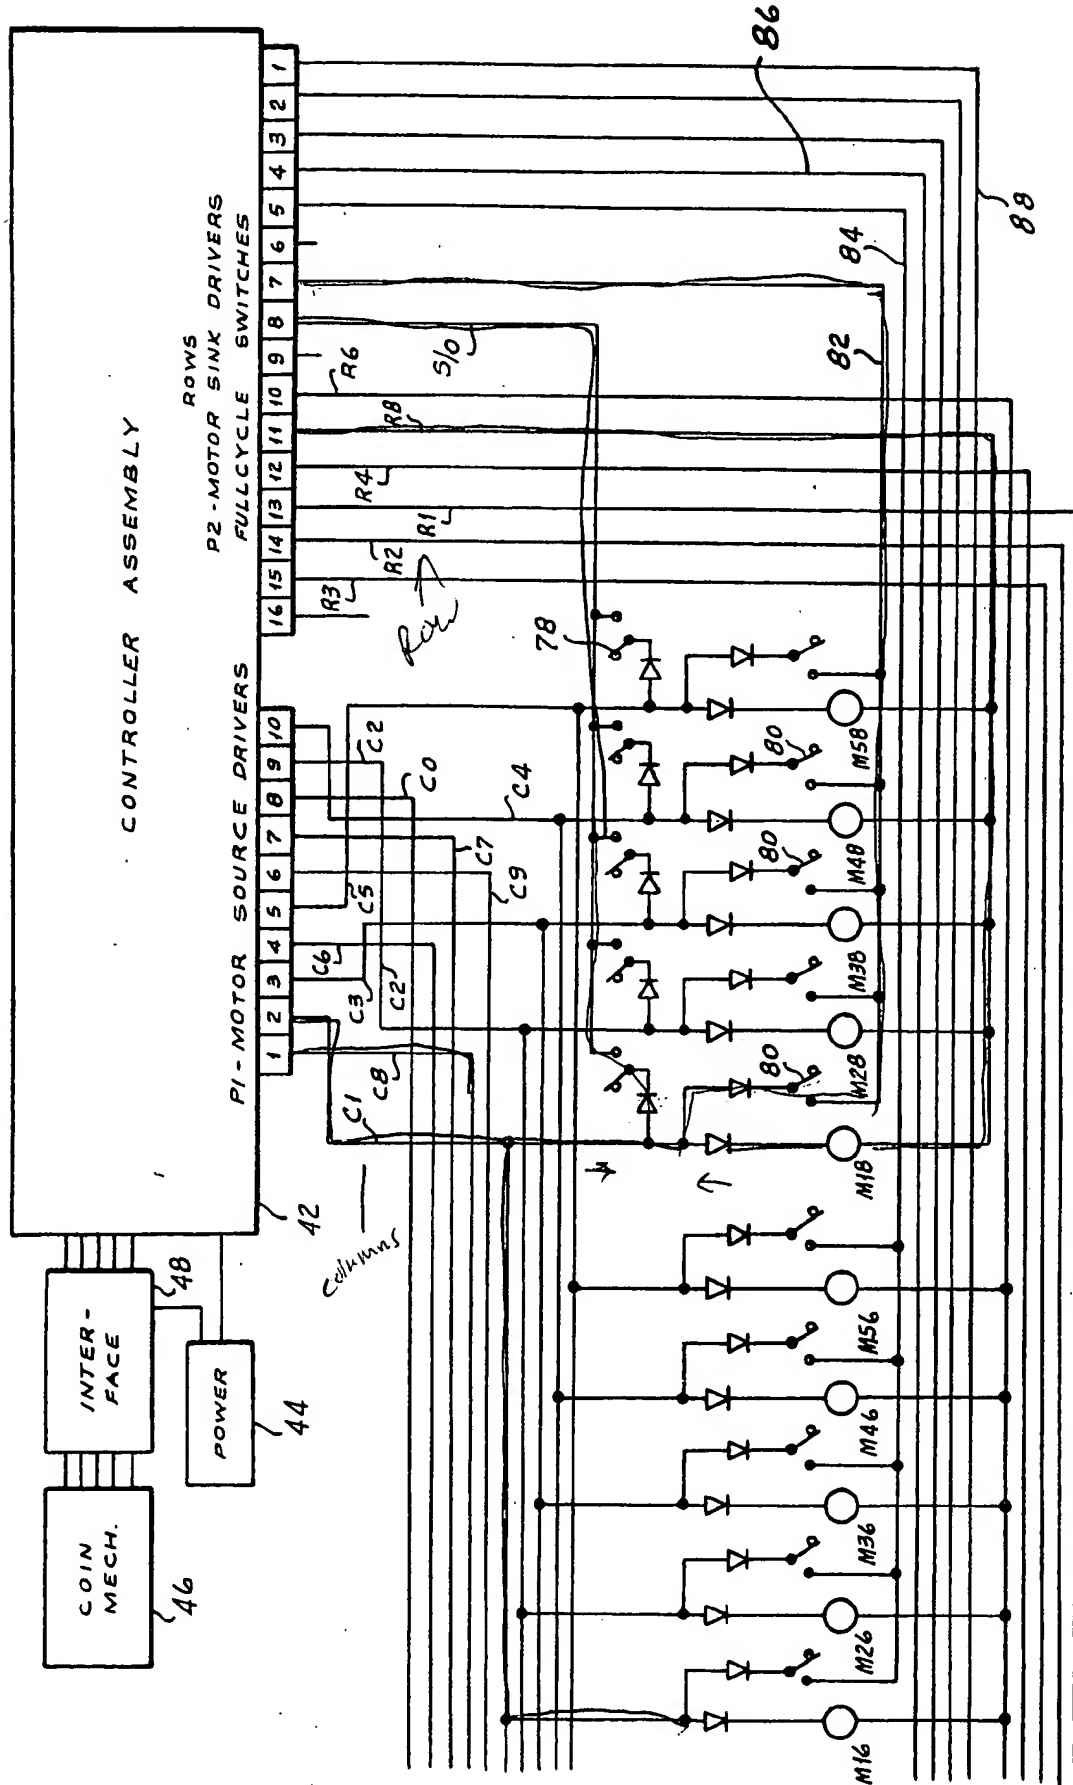 CONTROLLER ASSEMBLY
ROWS
P2-MOTOR SINK DRIVERS
FULLCYCLE SWITCHES
P1-MOTOR SOURCE DRIVERS
COIN MECH.
46
INTER-FACE
48
POWER
44
42
1 2 3 4 5 6 7 8 9 10
16 15 14 13 12 11 10 9 8 7 6 5 4 3 2 1
C1
C8
C3
C6
C2
C5
C9
C7
C4
C0
C2
R3
R2
R1
R4
R8
R6
S/O
Row
Columns
78
80
80
80
82
84
86
88
M16
M26
M36
M46
M56
M18
M28
M38
M48
M58